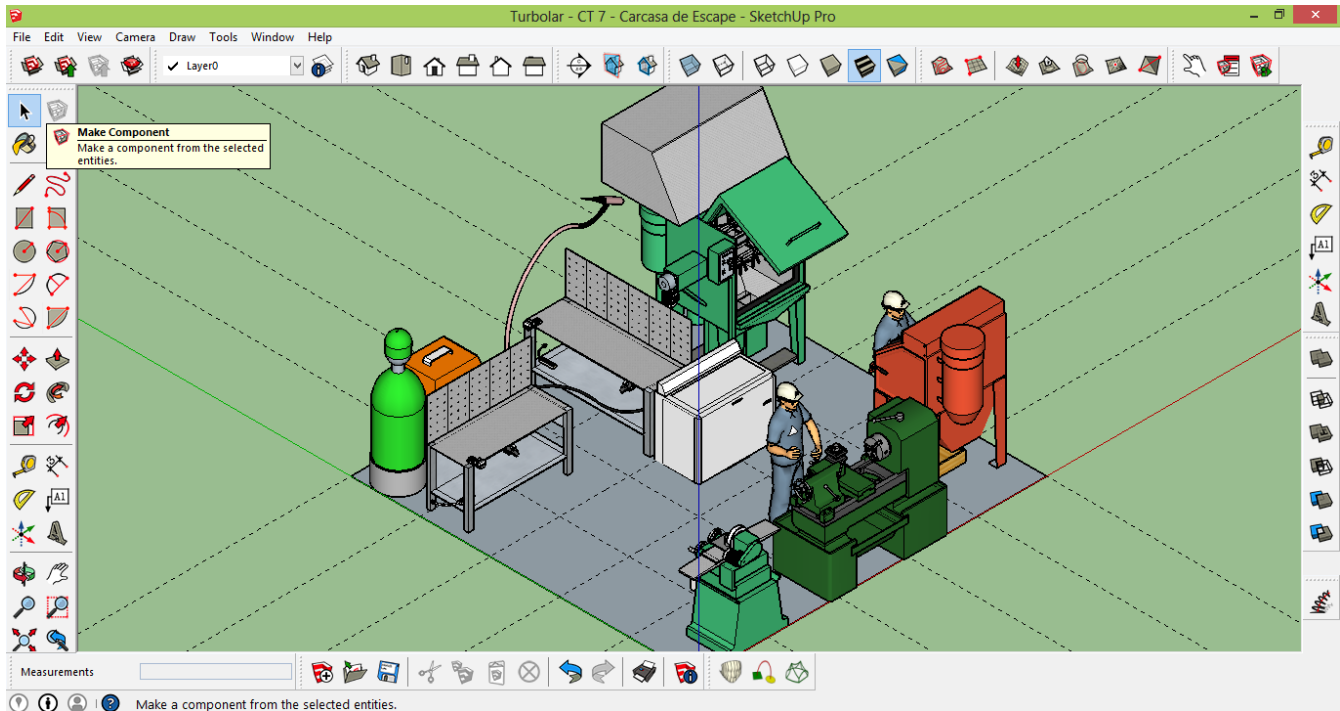 Turbolar - CT 7 - Carcasa de Escape - SketchUp Pro
File Edit View Camera Draw Tools Window Help
Layer0
Make Component
Make a component from the selected
entities.
A1
A1
Measurements
Make a component from the selected entities.